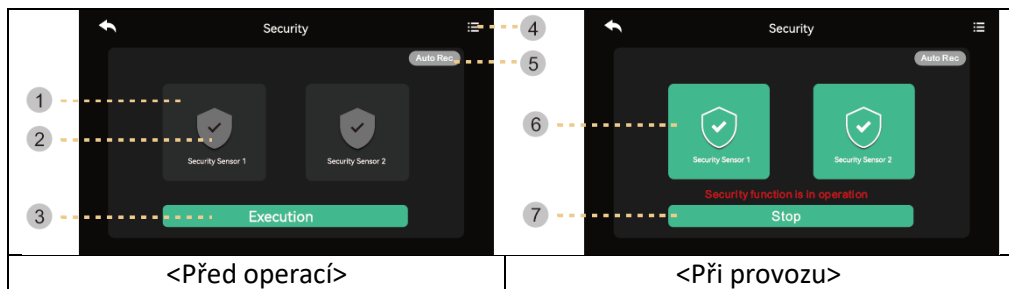 Security
4
Auto Rec
5
1
2
Security Sensor 1
Security Sensor 2
3
Execution
Security
Auto Rec
6
Security Sensor 1
Security Sensor 2
Security function is in operation
7
Stop
<Před operací>
<Při provozu>